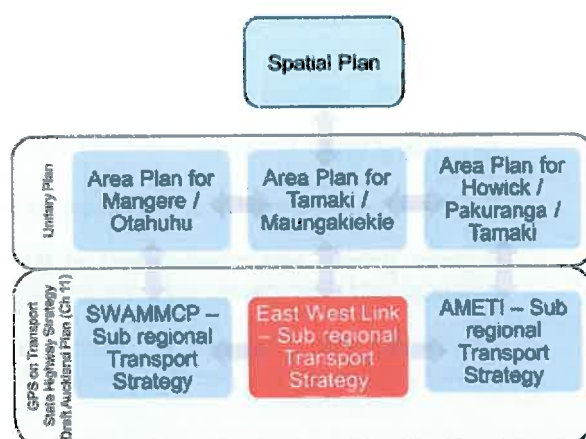 Spatial Plan
Unitary Plan
Area Plan for
Mangere /
Otahuhu
Area Plan for
Tamaki /
Maungakiekie
Area Plan for
Howick /
Pakuranga /
Tamaki
GPS on Transport
State Highway Strategy
Draft Auckland Plan (Ch 11)
SWAMMCP –
Sub regional
Transport
Strategy
East West Link
– Sub regional
Transport
Strategy
AMETI – Sub
regional
Transport
Strategy